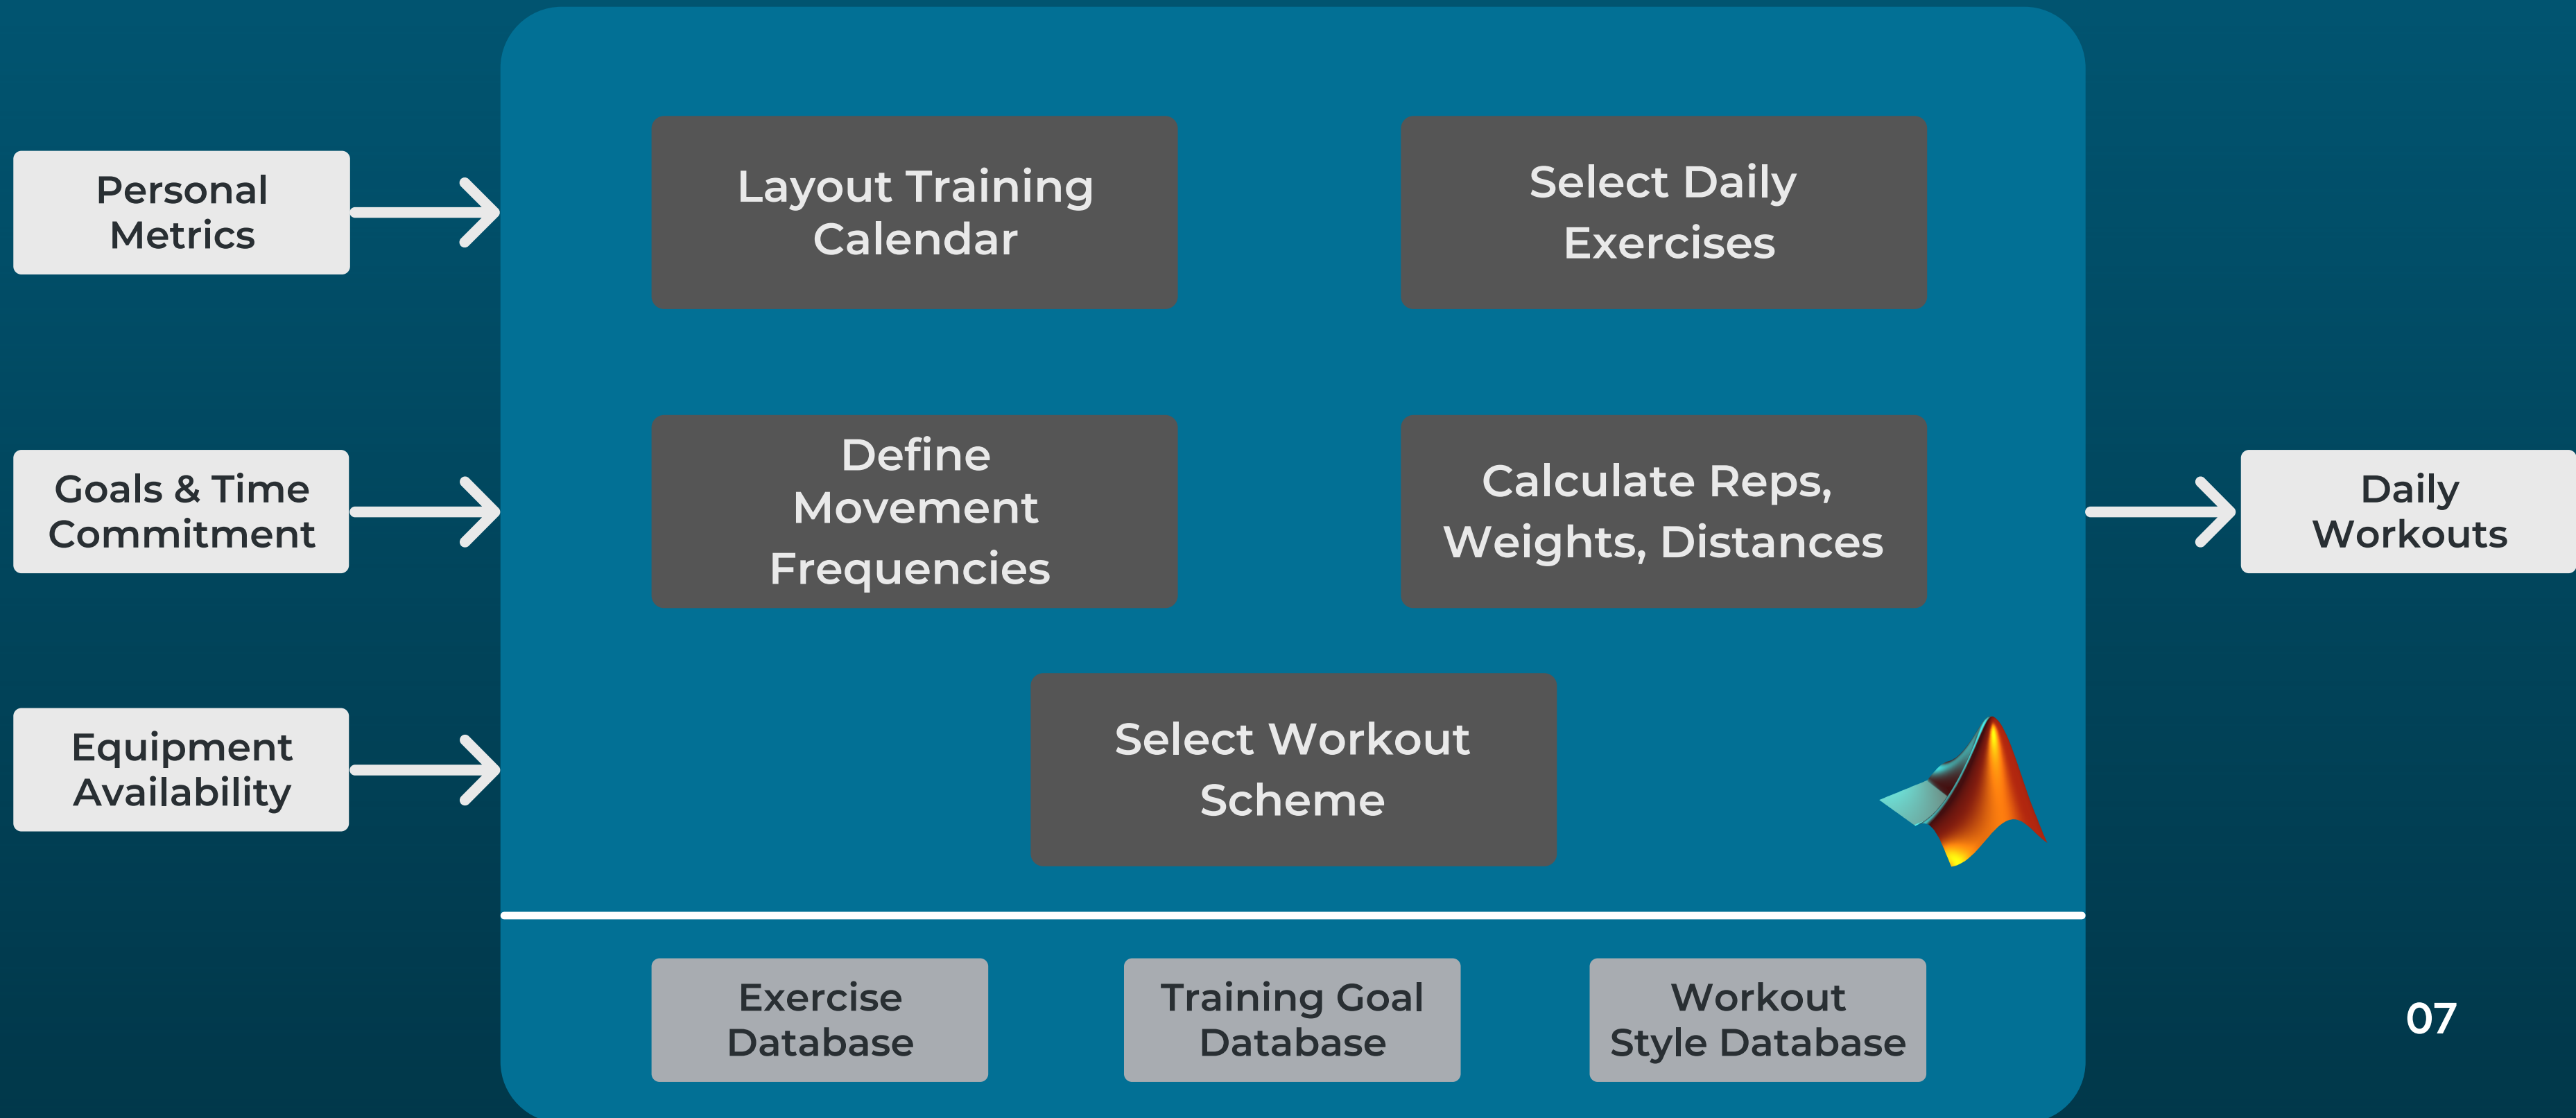 Personal
Metrics
Goals & Time
Commitment
Equipment
Availability
Layout Training
Calendar
Select Daily
Exercises
Define
Movement
Frequencies
Calculate Reps,
Weights, Distances
Select Workout
Scheme
Exercise
Database
Training Goal
Database
Workout
Style Database
Daily
Workouts
07